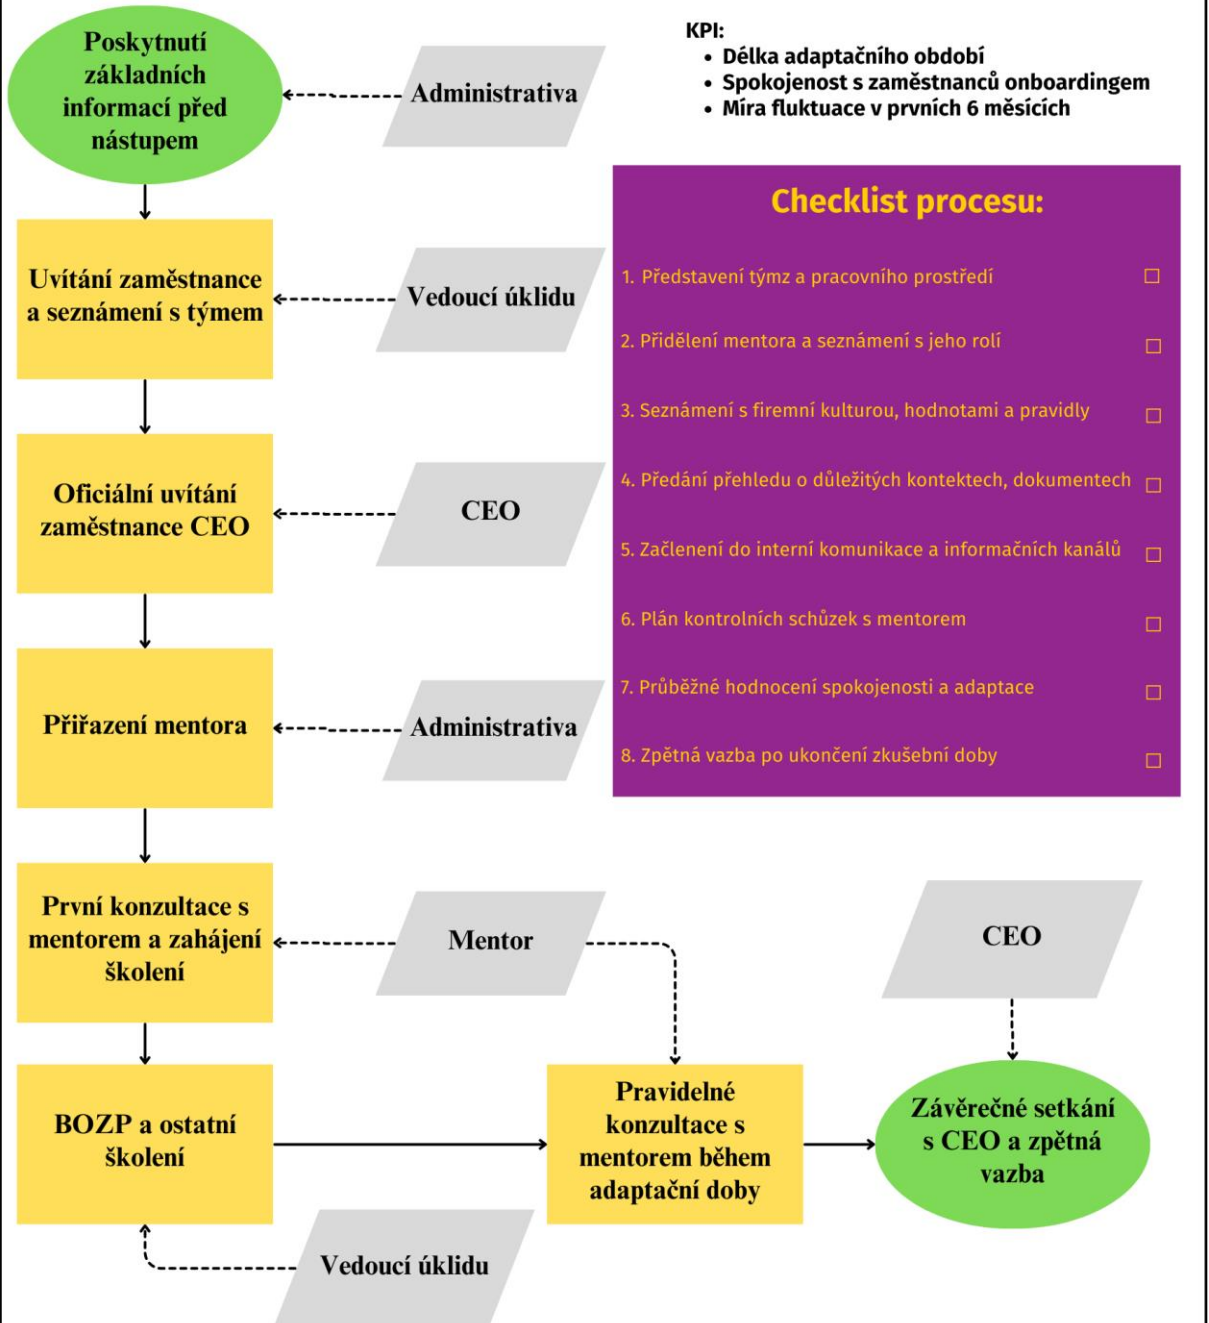 Poskytnutí
základních
informací před
nástupem
Administrativa
KPI:
• Délka adaptačního období
• Spokojenost s zaměstnanců onboardingem
• Míra fluktuace v prvních 6 měsících
Uvítání zaměstnance
a seznámení s týmem
Vedoucí úklidu
Oficiální uvítání
zaměstnance CEO
CEO
Přiřazení mentora
Administrativa
Checklist procesu:
1. Představení týmz a pracovního prostředí
2. Přidělení mentora a seznámení s jeho rolí
3. Seznámení s firemní kulturou, hodnotami a pravidly
4. Předání přehledu o důležitých kontektech, dokumentech
5. Začlenení do interní komunikace a informačních kanálů
6. Plán kontrolních schůzek s mentorem
7. Průběžné hodnocení spokojenosti a adaptace
8. Zpětná vazba po ukončení zkušební doby
První konzultace s
mentorem a zahájení
školení
Mentor
CEO
BOZP a ostatní
školení
Pravidelné
konzultace s
mentorem během
adaptační doby
Závěrečné setkání
s CEO a zpětná
vazba
Vedoucí úklidu